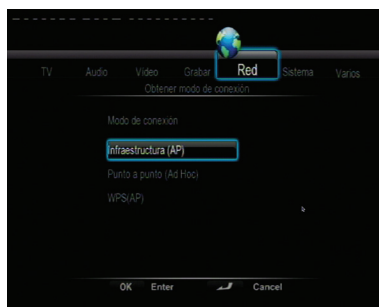 TV Audio Video Grabar Red Sistema Varios
Obtener modo de conexión
Modo de conexión
Infraestructura (AP)
Punto a punto (Ad Hoc)
WPS(AP)
OK Enter Cancel